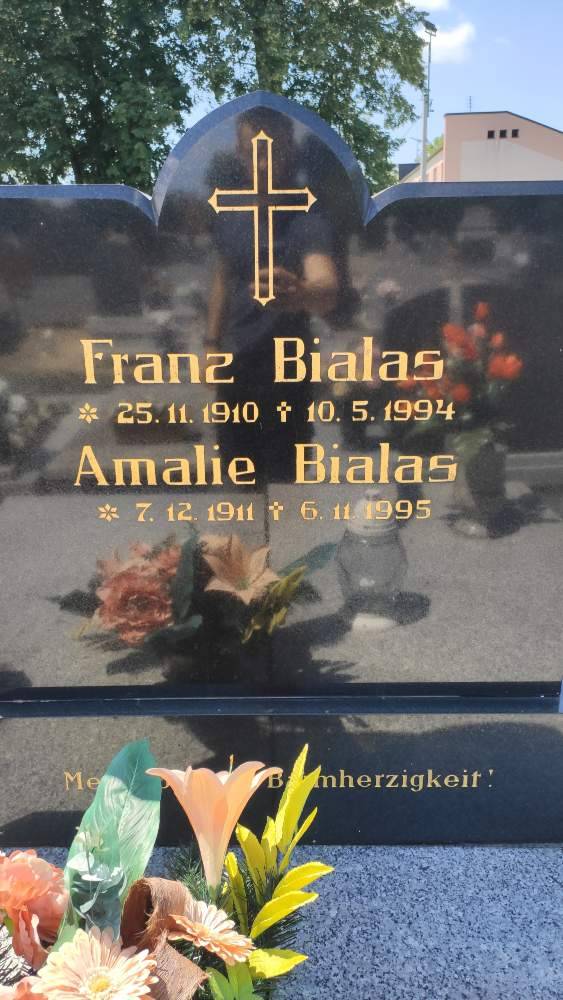 Franz Bialas
* 25. 11. 1910 † 10. 5. 1994
Amalie Bialas
* 7. 12. 1911 † 6. 11. 1995
Barmherzigkeit!